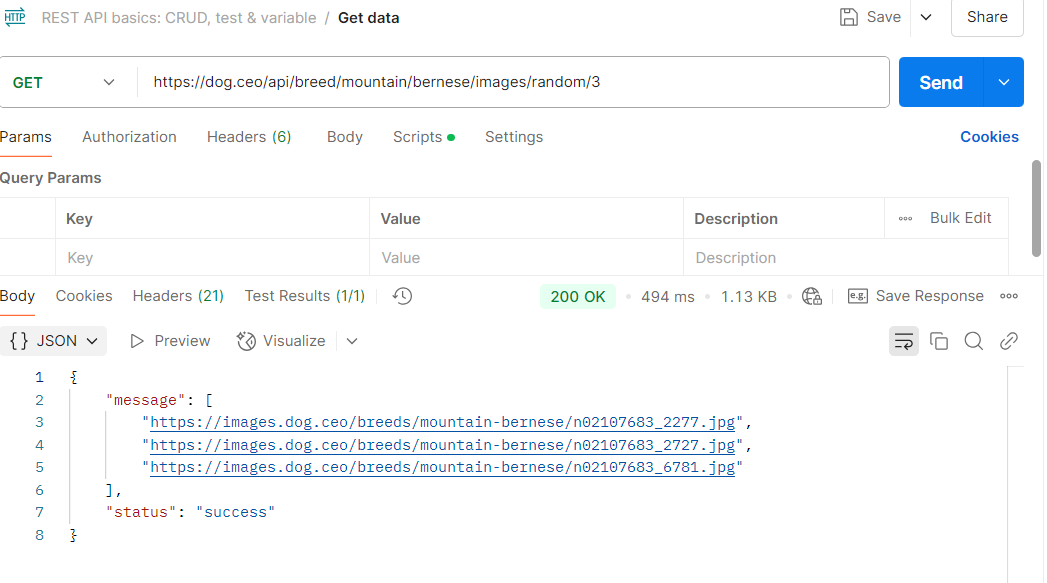 HTTP REST API basics: CRUD, test & variable / Get data Save Share
GET https://dog.ceo/api/breed/mountain/bernese/images/random/3 Send
Params Authorization Headers (6) Body Scripts Settings Cookies
Query Params
Key Value Description Bulk Edit
Key Value Description
Body Cookies Headers (21) Test Results (1/1) 200 OK 494 ms 1.13 KB e.g. Save Response
{} JSON Preview Visualize
1 {
2 "message": [
3 "https://images.dog.ceo/breeds/mountain-bernese/n02107683_2277.jpg",
4 "https://images.dog.ceo/breeds/mountain-bernese/n02107683_2727.jpg",
5 "https://images.dog.ceo/breeds/mountain-bernese/n02107683_6781.jpg"
6 ],
7 "status": "success"
8 }